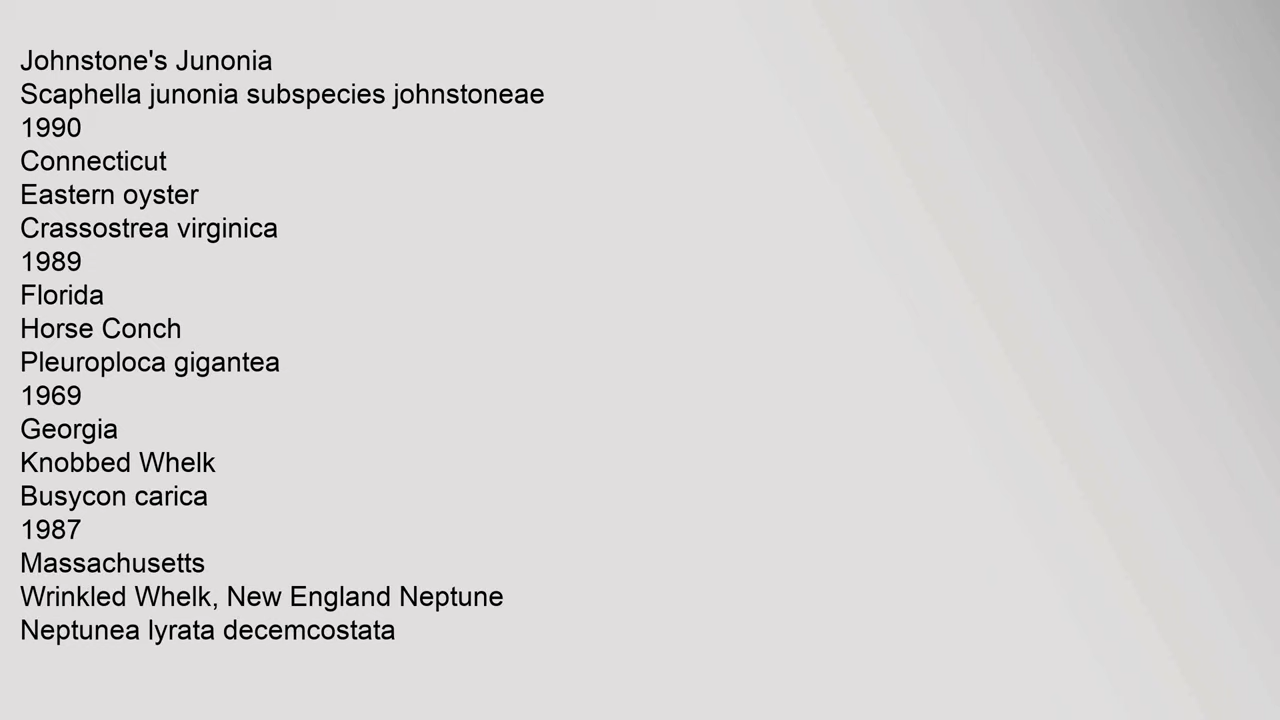 Johnstone's Junonia
Scaphella junonia subspecies johnstoneae
1990
Connecticut
Eastern oyster
Crassostrea virginica
1989
Florida
Horse Conch
Pleuroploca gigantea
1969
Georgia
Knobbed Whelk
Busycon carica
1987
Massachusetts
Wrinkled Whelk, New England Neptune
Neptunea lyrata decemcostata